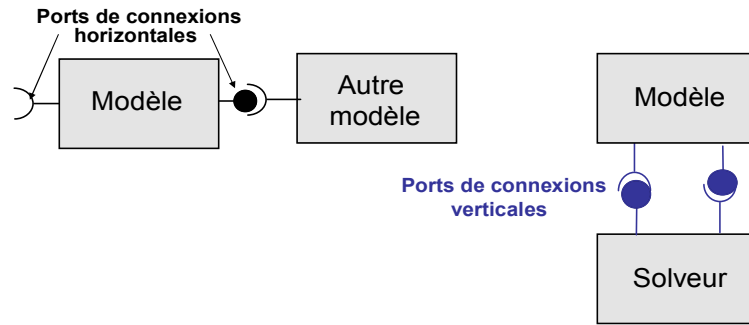 Ports de connexions
horizontales
Modèle
Autre
modèle
Modèle
Ports de connexions
verticales
Solveur